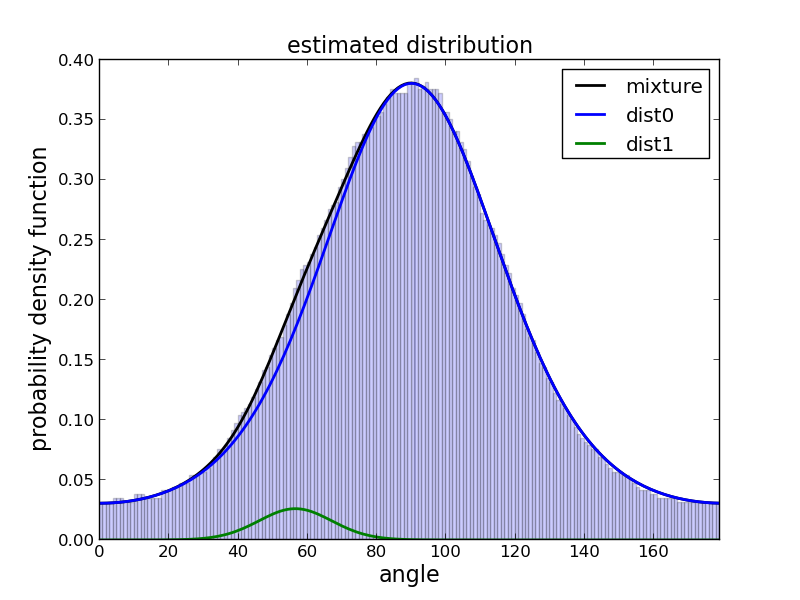 estimated distribution
mixture
dist0
dist1
probability density function
0.40
0.35
0.30
0.25
0.20
0.15
0.10
0.05
0.00
0 20 40 60 80 100 120 140 160
angle